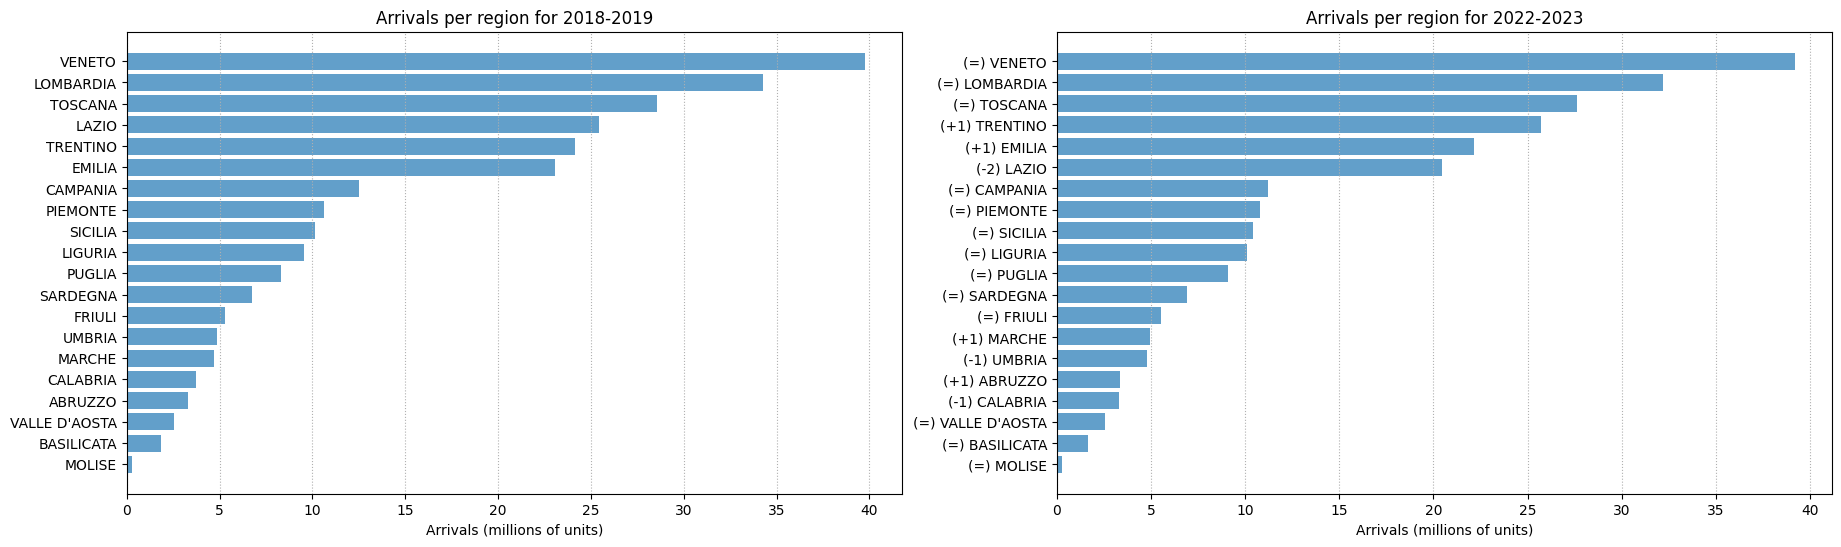 Arrivals per region for 2018-2019
VENETO
LOMBARDIA
TOSCANA
LAZIO
TRENTINO
EMILIA
CAMPANIA
PIEMONTE
SICILIA
LIGURIA
PUGLIA
SARDEGNA
FRIULI
UMBRIA
MARCHE
CALABRIA
ABRUZZO
VALLE D'AOSTA
BASILICATA
MOLISE
0 5 10 15 20 25 30 35 40
Arrivals (millions of units)
Arrivals per region for 2022-2023
(=) VENETO
(=) LOMBARDIA
(=) TOSCANA
(+1) TRENTINO
(+1) EMILIA
(-2) LAZIO
(=) CAMPANIA
(=) PIEMONTE
(=) SICILIA
(=) LIGURIA
(=) PUGLIA
(=) SARDEGNA
(=) FRIULI
(+1) MARCHE
(-1) UMBRIA
(+1) ABRUZZO
(-1) CALABRIA
(=) VALLE D'AOSTA
(=) BASILICATA
(=) MOLISE
0 5 10 15 20 25 30 35 40
Arrivals (millions of units)